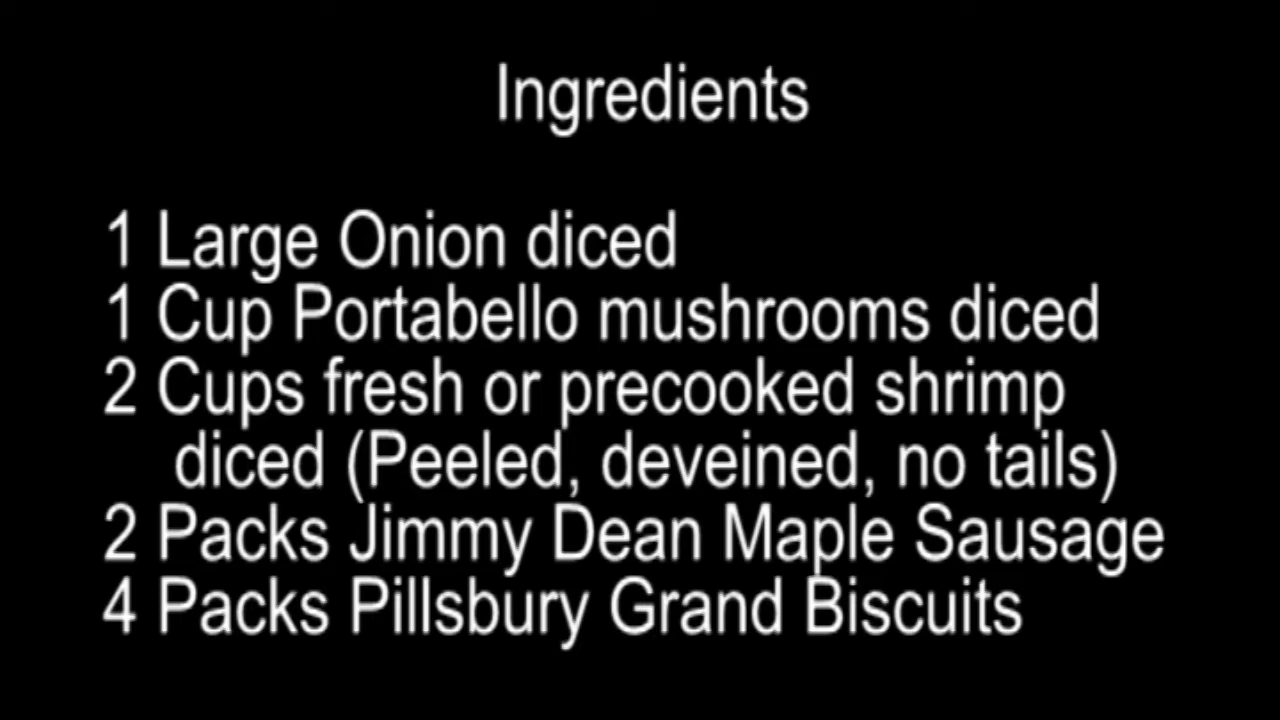 Ingredients
1 Large Onion diced
1 Cup Portabello mushrooms diced
2 Cups fresh or precooked shrimp
diced (Peeled, deveined, no tails)
2 Packs Jimmy Dean Maple Sausage
4 Packs Pillsbury Grand Biscuits